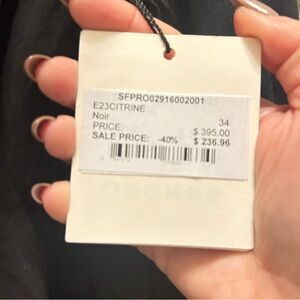 SFPRO02916002001
E23CITRINE
Noir 34
PRICE: $ 395.00
SALE PRICE: -40% $ 236.96